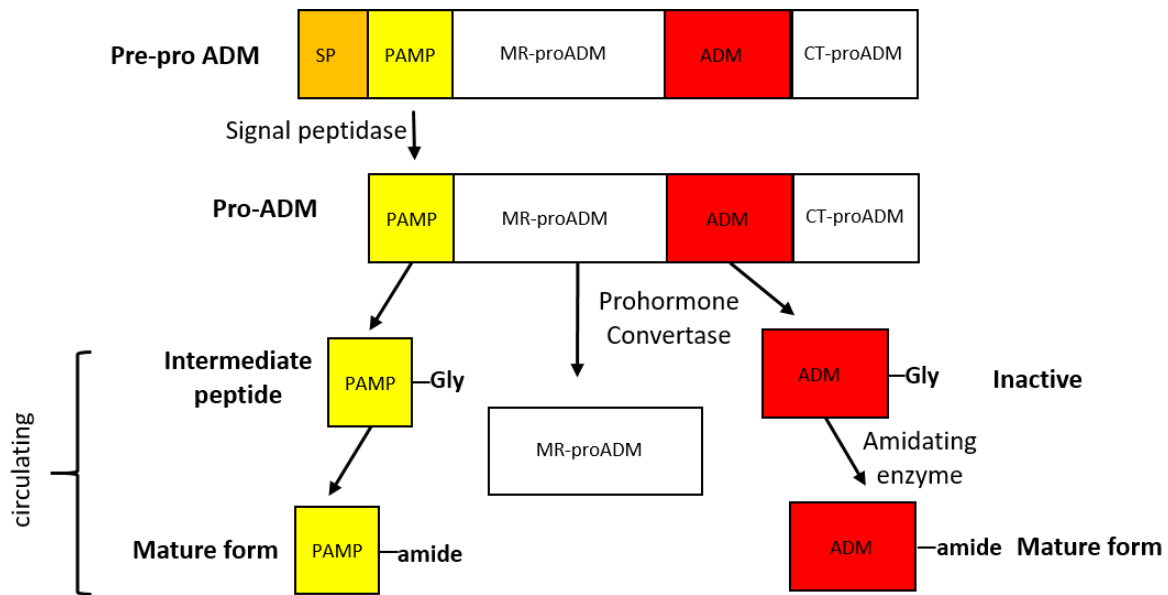 Pre-pro ADM
SP
PAMP
MR-proADM
ADM
CT-proADM
Signal peptidase
Pro-ADM
PAMP
MR-proADM
ADM
CT-proADM
Prohormone
Convertase
circulating
Intermediate
peptide
PAMP
Gly
MR-proADM
ADM
Gly
Inactive
Amidating
enzyme
Mature form
PAMP
amide
ADM
amide
Mature form